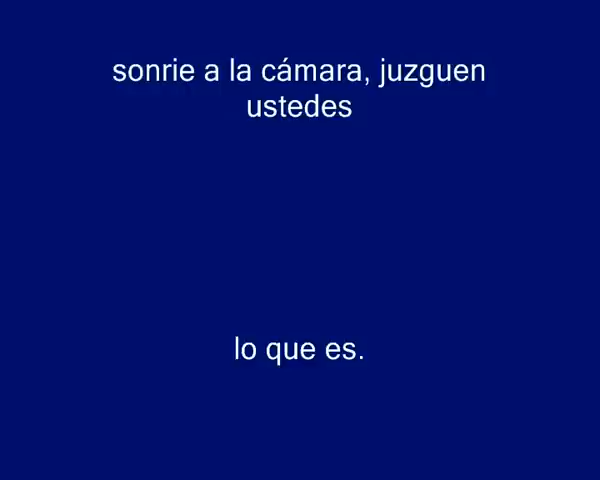 sonrie a la cámara, juzguen
ustedes
lo que es.